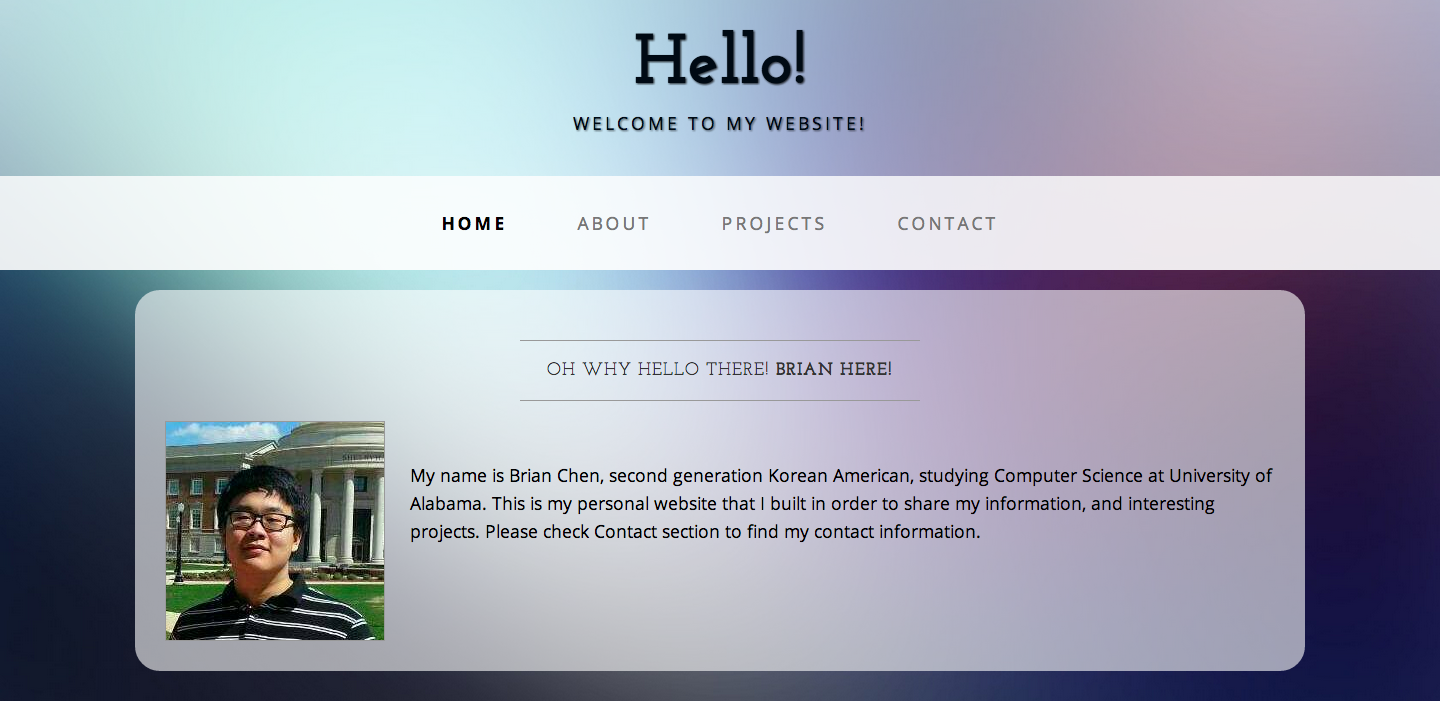 Hello!
WELCOME TO MY WEBSITE!
HOME ABOUT PROJECTS CONTACT
OH WHY HELLO THERE! BRIAN HERE!
My name is Brian Chen, second generation Korean American, studying Computer Science at University of
Alabama. This is my personal website that I built in order to share my information, and interesting
projects. Please check Contact section to find my contact information.